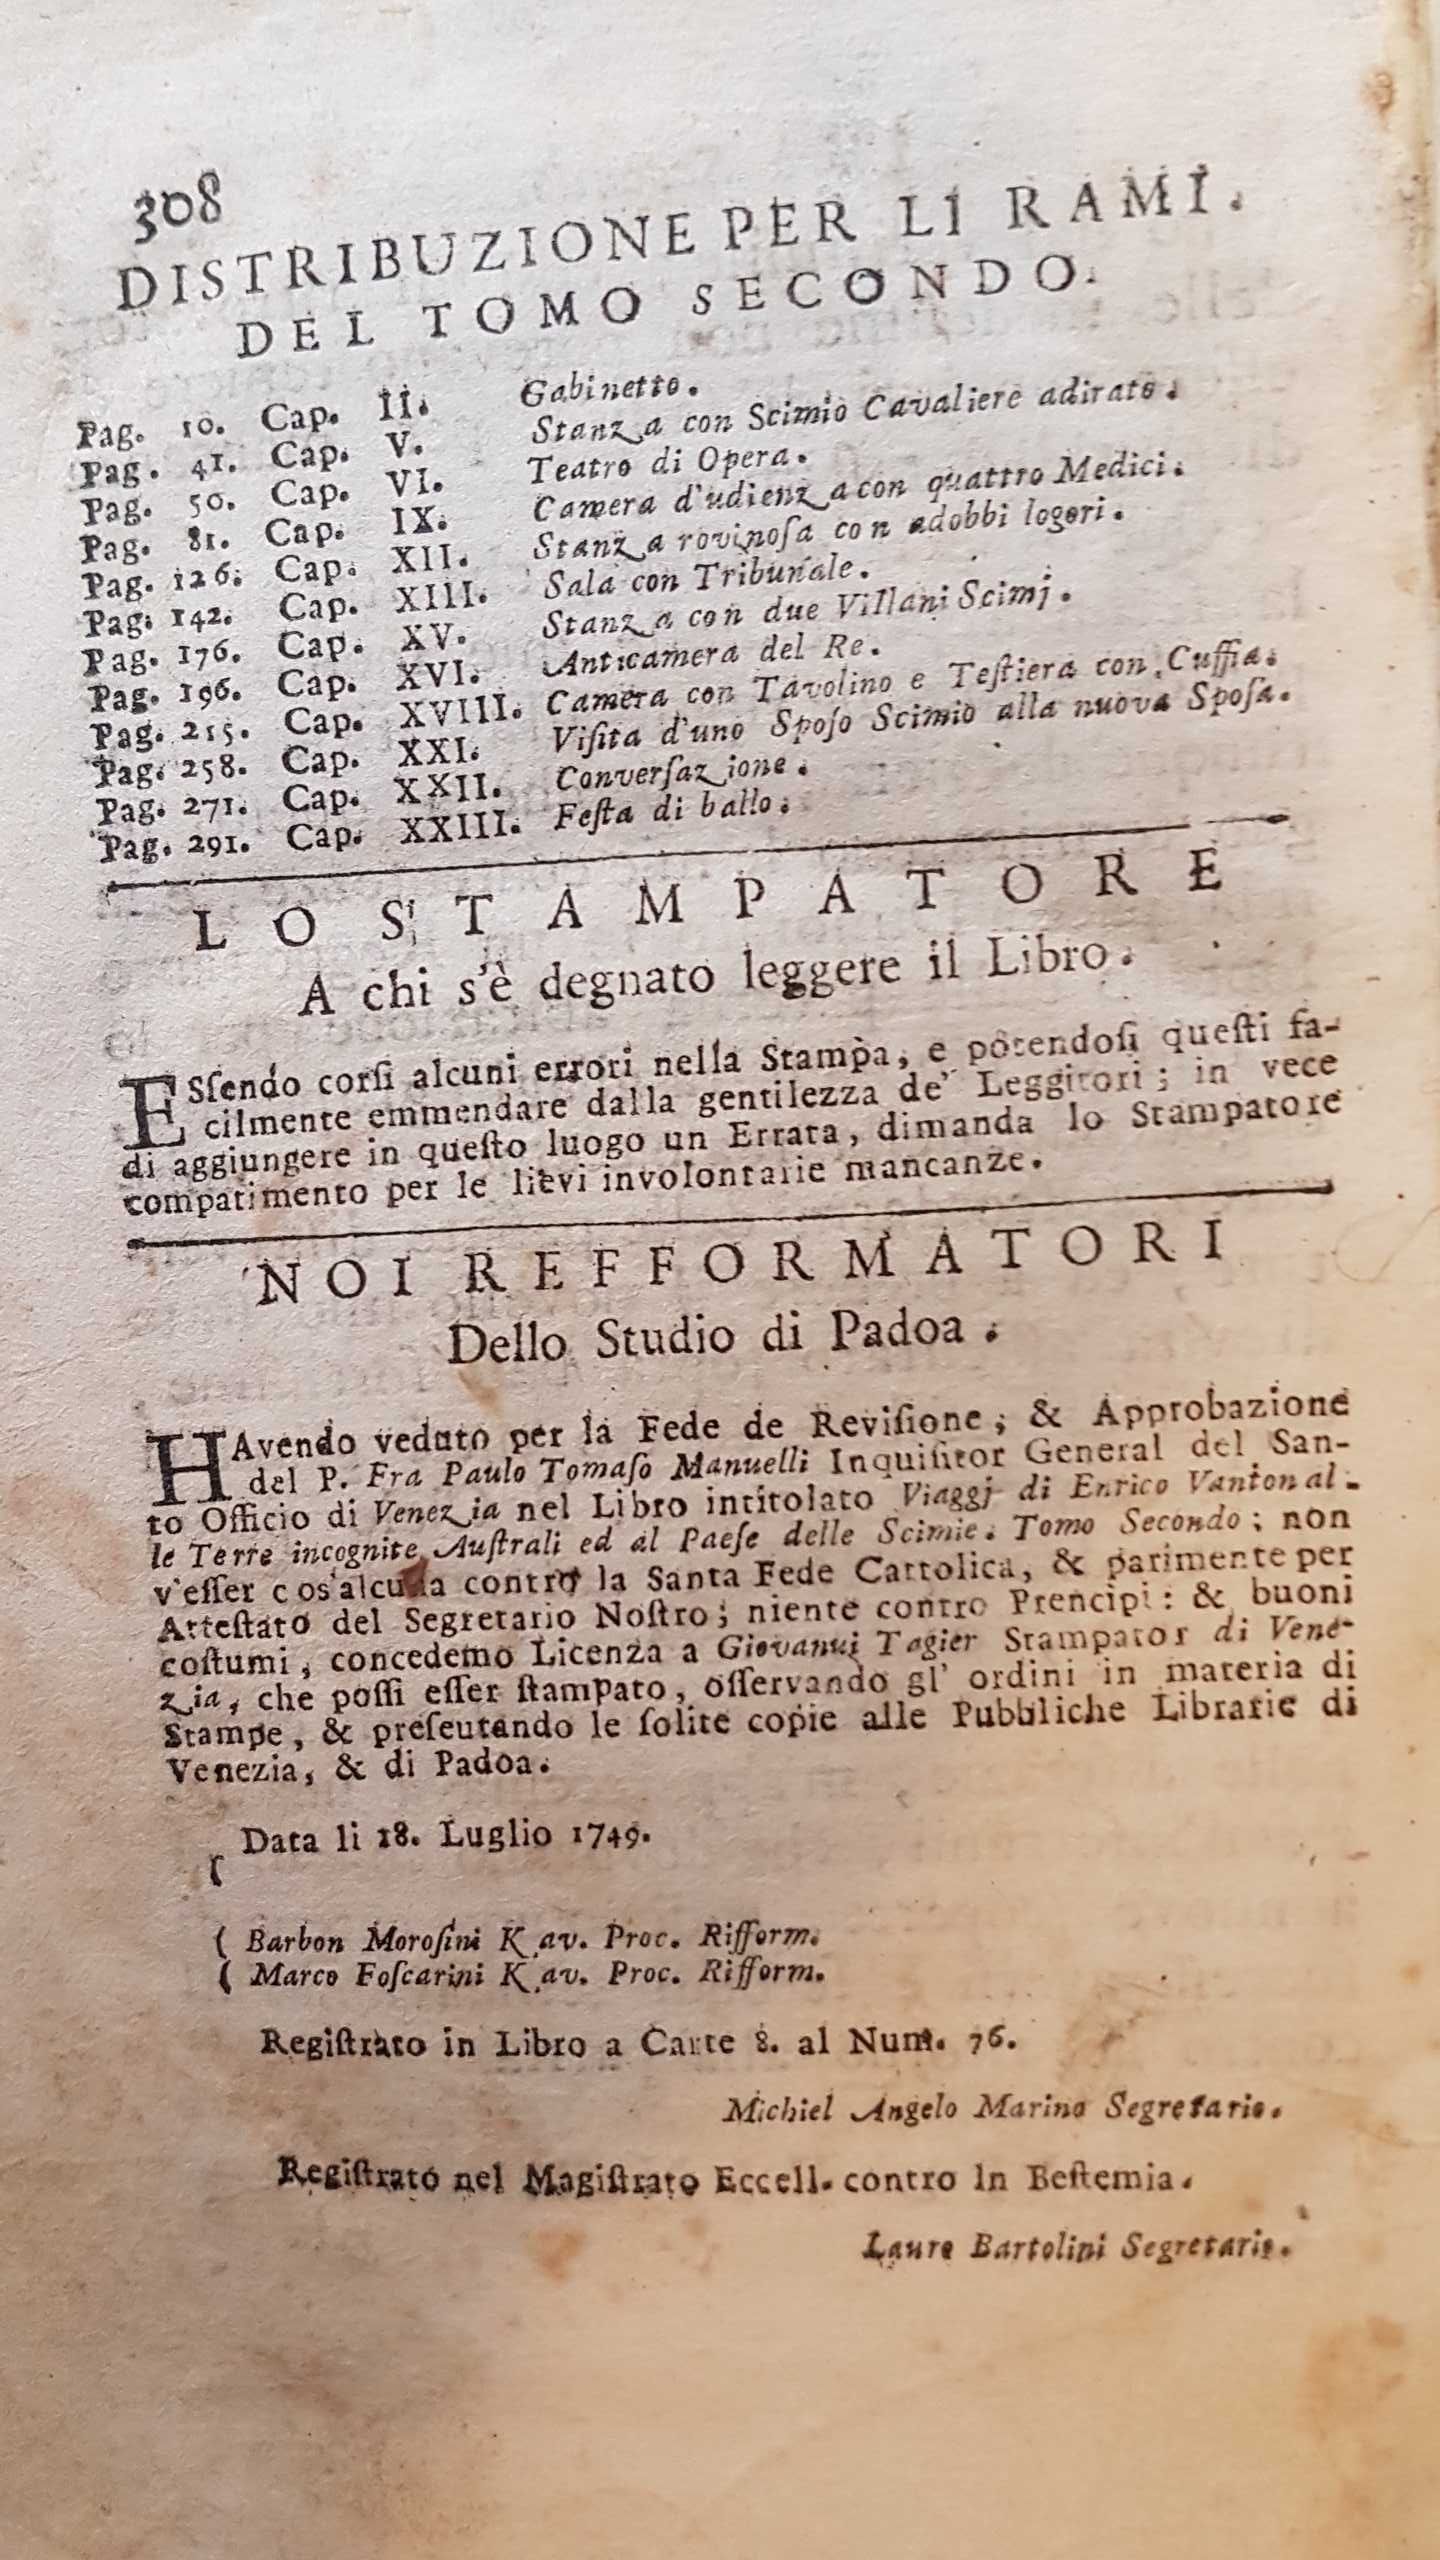 308
DISTRIBUZIONE PER LI RAMI.
DEL TOMO SECONDO.
Pag. 10. Cap. II. Gabinetto.
Pag. 41. Cap. V. Stanza con Scimio Cavaliere adirato.
Pag. 50. Cap. VI. Teatro di Opera.
Pag. 81. Cap. IX. Camera d'udienza con quattro Medici.
Pag. 126. Cap. XII. Stanza rovinoſa con adobbi logori.
Pag. 142. Cap. XIII. Sala con Tribunale.
Pag. 176. Cap. XV. Stanza con due Villani Scimj.
Pag. 196. Cap. XVI. Anticamera del Re.
Pag. 215. Cap. XVIII. Camera con Tavolino e Teſtiera con Cuffia.
Pag. 258. Cap. XXI. Viſita d'uno Spoſo Scimio alla nuova Spoſa.
Pag. 271. Cap. XXII. Converſazione.
Pag. 291. Cap. XXIII. Feſta di ballo.
LO STAMPATORE
A chi s'è degnato leggere il Libro.
ESſendo corſi alcuni errori nella Stampa, e potendoſi queſti fa-
cilmente emmendare dalla gentilezza de' Leggitori; in vece
di aggiungere in queſto luogo un Errata, dimanda lo Stampatore
compatimento per le lievi involontarie mancanze.
NOI REFFORMATORI
Dello Studio di Padoa.
HAvendo veduto per la Fede de Reviſione, & Approbazione
del P. Fra Paulo Tomaſo Manuelli Inquiſitor General del San-
to Officio di Venezia nel Libro intitolato Viaggj di Enrico Vanton al-
le Terre incognite Auſtrali ed al Paeſe delle Scimie. Tomo Secondo; non
v'eſſer cos'alcuna contro la Santa Fede Cattolica, & parimente per
Atteſtato del Segretario Noſtro; niente contro Prencipi: & buoni
coſtumi, concedemo Licenza a Giovanui Tagier Stampator di Vene-
zia, che poſſi eſſer ſtampato, oſſervando gl' ordini in materia di
Stampe, & preſeutando le ſolite copie alle Pubbliche Librarie di
Venezia, & di Padoa.
Data li 18. Luglio 1749.
(
( Barbon Moroſini Kav. Proc. Rifform.
( Marco Foſcarini Kav. Proc. Rifform.
Regiſtrato in Libro a Carte 8. al Num. 76.
Michiel Angelo Marino Segretario.
Regiſtrato nel Magiſtrato Eccell. contro ln Beſtemia.
Lauro Bartolini Segretario.